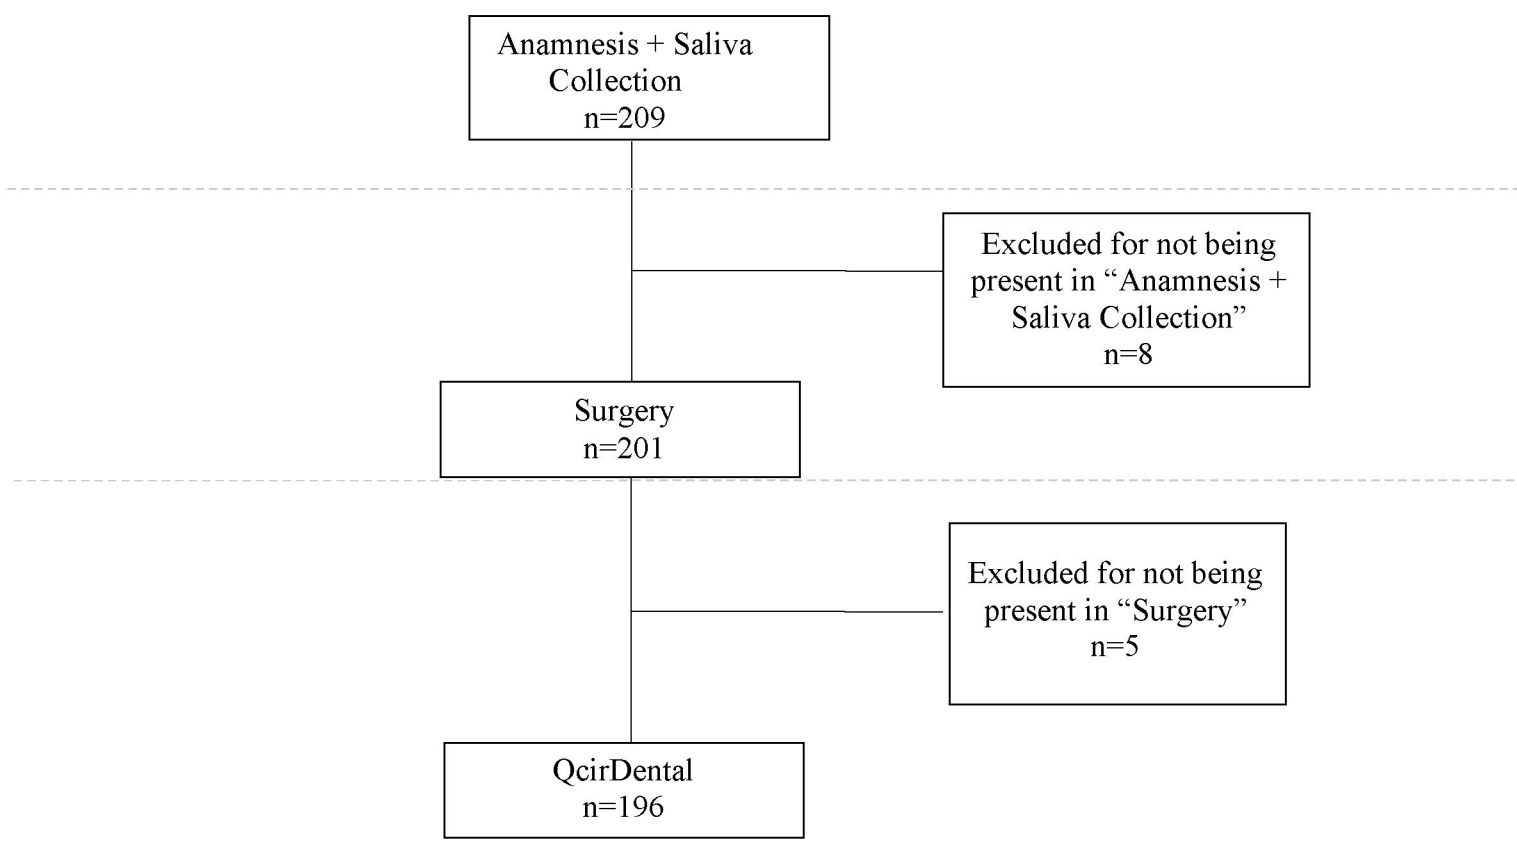 Anamnesis + Saliva
Collection
n=209
Excluded for not being
present in “Anamnesis +
Saliva Collection”
n=8
Surgery
n=201
Excluded for not being
present in “Surgery”
n=5
QcirDental
n=196